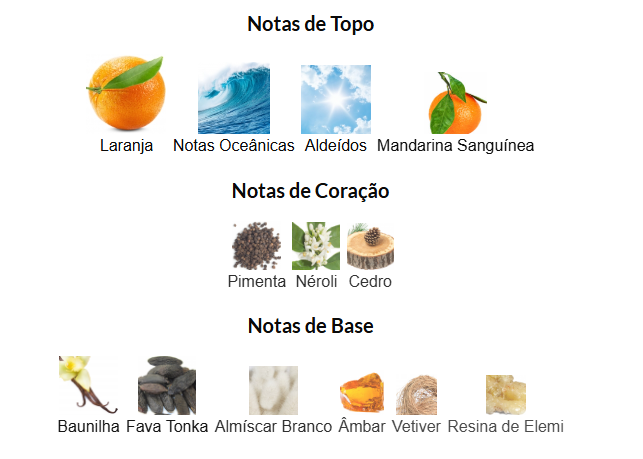 Notas de Topo
Laranja Notas Oceânicas Aldeídos Mandarina Sanguínea
Notas de Coração
Pimenta Néroli Cedro
Notas de Base
Baunilha Fava Tonka Almíscar Branco Âmbar Vetiver Resina de Elemi